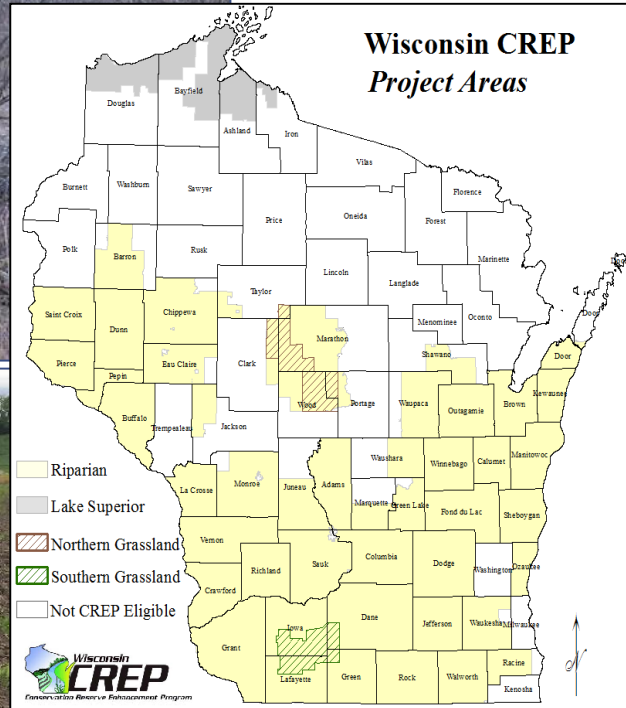 Wisconsin CREP
Project Areas
Douglas
Bayfield
Ashland
Iron
Vilas
Burnett
Washburn
Sawyer
Price
Oneida
Forest
Florence
Marinette
Polk
Barron
Rusk
Lincoln
Langlade
Taylor
Oconto
Menominee
Door
Saint Croix
Dunn
Chippewa
Marathon
Shawano
Door
Pierce
Pepin
Eau Claire
Clark
Kewaunee
Buffalo
Trempealeau
Jackson
Wood
Portage
Waupaca
Outagamie
Brown
Waushara
Winnebago
Calumet
Manitowoc
La Crosse
Monroe
Juneau
Adams
Marquette
Green Lake
Fond du Lac
Sheboygan
Vernon
Richland
Sauk
Columbia
Dodge
Washington
Ozaukee
Crawford
Iowa
Dane
Jefferson
Waukesha
Milwaukee
Grant
Lafayette
Green
Rock
Walworth
Racine
Kenosha
Riparian
Lake Superior
Northern Grassland
Southern Grassland
Not CREP Eligible
N
Wisconsin
CREP
Conservation Reserve Enhancement Program